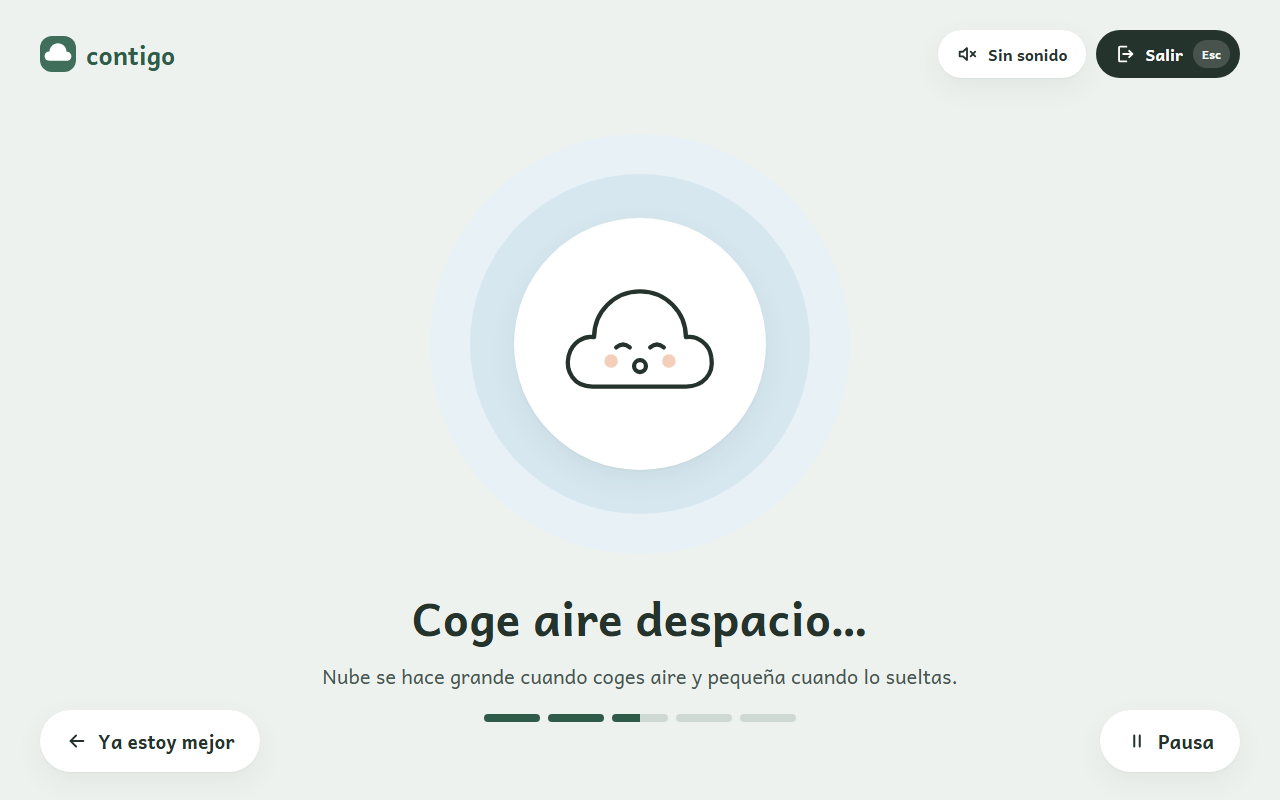 contigo
Sin sonido
Salir Esc
Coge aire despacio...
Nube se hace grande cuando coges aire y pequeña cuando lo sueltas.
Ya estoy mejor
Pausa